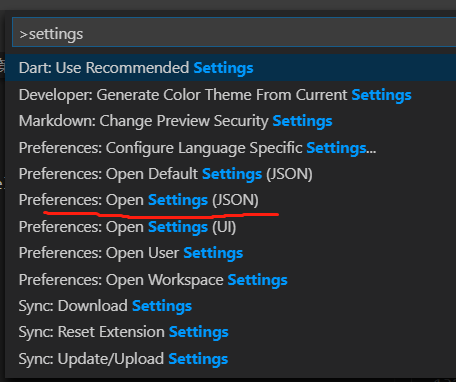 >settings
Dart: Use Recommended Settings
Developer: Generate Color Theme From Current Settings
Markdown: Change Preview Security Settings
Preferences: Configure Language Specific Settings...
Preferences: Open Default Settings (JSON)
Preferences: Open Settings (JSON)
Preferences: Open Settings (UI)
Preferences: Open User Settings
Preferences: Open Workspace Settings
Sync: Download Settings
Sync: Reset Extension Settings
Sync: Update/Upload Settings